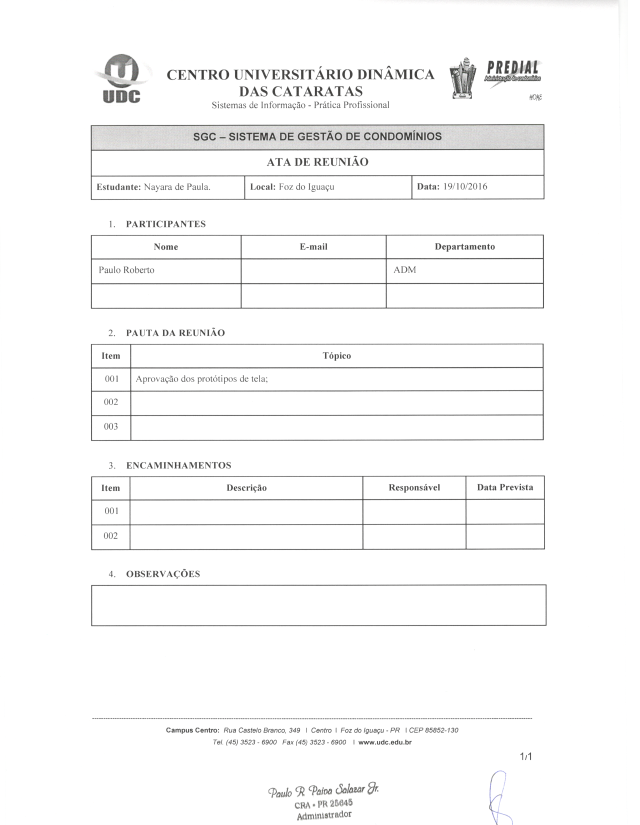 UDC
CENTRO UNIVERSITÁRIO DINÂMICA
DAS CATARATAS
Sistemas de Informação - Prática Profissional
PREDIAL
Administração de condomínios
SGC – SISTEMA DE GESTÃO DE CONDOMÍNIOS
ATA DE REUNIÃO
Estudante: Nayara de Paula. Local: Foz do Iguaçu Data: 19/10/2016
1. PARTICIPANTES
Nome E-mail Departamento
Paulo Roberto ADM
2. PAUTA DA REUNIÃO
Item Tópico
001 Aprovação dos protótipos de tela;
002
003
3. ENCAMINHAMENTOS
Item Descrição Responsável Data Prevista
001
002
4. OBSERVAÇÕES
Campus Centro: Rua Castelo Branco, 349 I Centro I Foz do Iguaçu - PR I CEP 85852-130
Tel. (45) 3523 - 6900 Fax (45) 3523 - 6900 I www.udc.edu.br
1/1
Paulo R. Paiva Salazar Jr.
CRA - PR 25645
Administrador